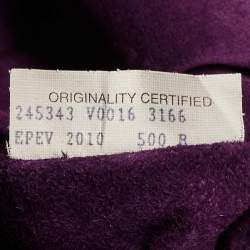 ORIGINALITY CERTIFIED
245343 V0016 3166
EPEV 2010 500 R